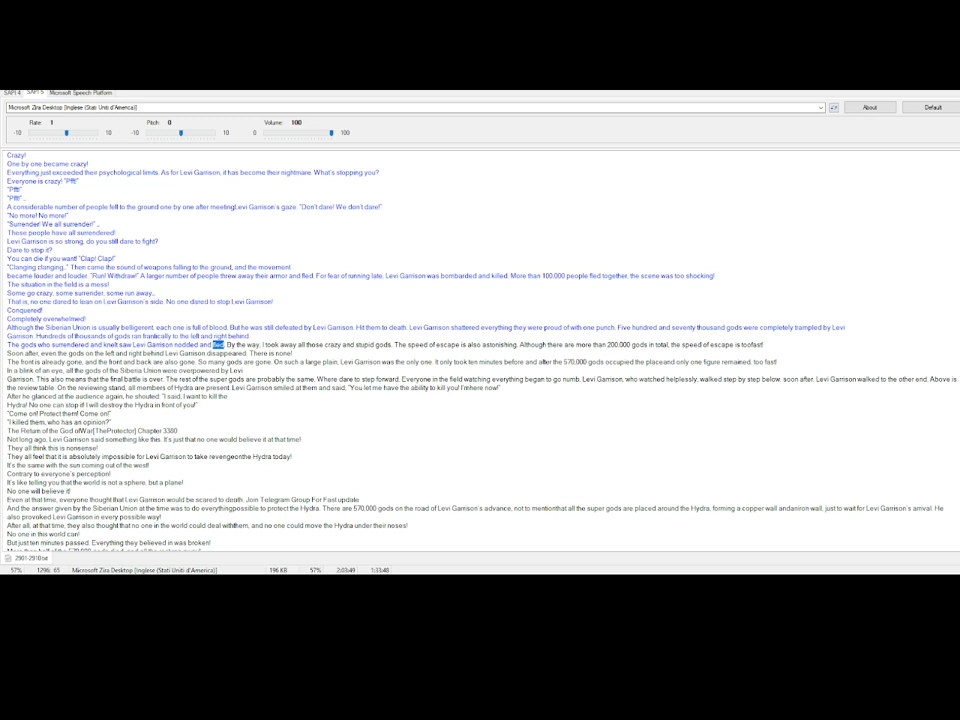 SAPI 4 SAPI 5 Microsoft Speech Platform
Microsoft Zira Desktop [Inglese (Stati Uniti d'America)] About Default
Rate: 1 Pitch: 0 Volume: 100
-10 10 -10 10 0 100
Crazy!
One by one became crazy!
Everything just exceeded their psychological limits. As for Levi Garrison, it has become their nightmare. What's stopping you?
Everyone is crazy! "Pfft!"
"Pfft!"
"Pfft!"..
A considerable number of people fell to the ground one by one after meetingLevi Garrison's gaze. "Don't dare! We don't dare!"
"No more! No more!"
"Surrender! We all surrender!"..
These people have all surrendered!
Levi Garrison is so strong, do you still dare to fight?
Dare to stop it?
You can die if you want! "Clap! Clap!"
"Clanging clanging.." Then came the sound of weapons falling to the ground, and the movement
became louder and louder. "Run! Withdraw!" A larger number of people threw away their armor and fled. For fear of running late, Levi Garrison was bombarded and killed. More than 100,000 people fled together, the scene was too shocking!
The situation in the field is a mess!
Some go crazy, some surrender, some run away..
That is, no one dared to lean on Levi Garrison's side. No one dared to stop Levi Garrison!
Conquered!
Completely overwhelmed!
Although the Siberian Union is usually belligerent, each one is full of blood. But he was still defeated by Levi Garrison. Hit them to death. Levi Garrison shattered everything they were proud of with one punch. Five hundred and seventy thousand gods were completely trampled by Levi
Garrison. Hundreds of thousands of gods ran frantically to the left and right behind.
The gods who surrendered and knelt saw Levi Garrison nodded and fled. By the way, I took away all those crazy and stupid gods. The speed of escape is also astonishing. Although there are more than 200,000 gods in total, the speed of escape is toofast!
Soon after, even the gods on the left and right behind Levi Garrison disappeared. There is none!
The front is already gone, and the front and back are also gone. So many gods are gone. On such a large plain, Levi Garrison was the only one. It only took ten minutes before and after the 570,000 gods occupied the placeand only one figure remained. too fast!
In a blink of an eye, all the gods of the Siberia Union were overpowered by Levi
Garrison. This also means that the final battle is over. The rest of the super gods are probably the same. Where dare to step forward. Everyone in the field watching everything began to go numb. Levi Garrison, who watched helplessly, walked step by step below. soon after, Levi Garrison walked to the other end. Above is
the review table. On the reviewing stand, all members of Hydra are present. Levi Garrison smiled at them and said, "You let me have the ability to kill you! I'mhere now!"
After he glanced at the audience again, he shouted: "I said, I want to kill the
Hydra! No one can stop it! I will destroy the Hydra in front of you!"
"Come on! Protect them! Come on!"
"I killed them, who has an opinion?"
The Return of the God ofWar[TheProtector] Chapter 3380
Not long ago, Levi Garrison said something like this. It's just that no one would believe it at that time!
They all think this is nonsense!
They all feel that it is absolutely impossible for Levi Garrison to take revengeonthe Hydra today!
It's the same with the sun coming out of the west!
Contrary to everyone's perception!
It's like telling you that the world is not a sphere, but a plane!
No one will believe it!
Even at that time, everyone thought that Levi Garrison would be scared to death. Join Telegram Group For Fast update
And the answer given by the Siberian Union at the time was to do everythingpossible to protect the Hydra. There are 570,000 gods on the road of Levi Garrison's advance, not to mentionthat all the super gods are placed around the Hydra, forming a copper wall andiron wall, just to wait for Levi Garrison's arrival. He
also provoked Levi Garrison in every possible way!
After all, at that time, they also thought that no one in the world could deal withthem, and no one could move the Hydra under their noses!
No one in this world can!
But just ten minutes passed. Everything they believed in was broken!
2901-2910.txt
57% 1296: 65 Microsoft Zira Desktop [Inglese (Stati Uniti d'America)] 196 KB 57% 2:03:49 1:33:48